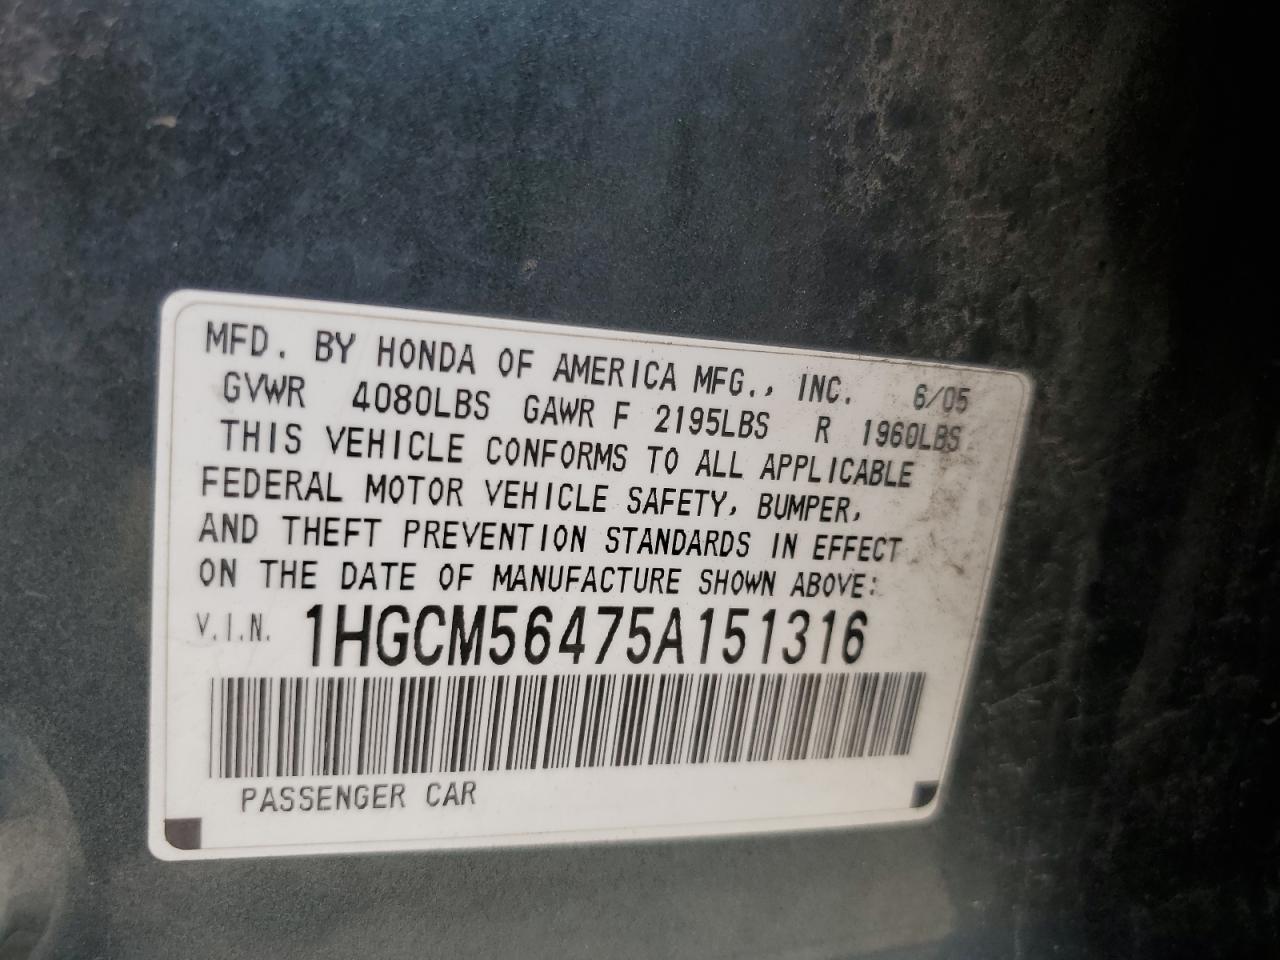 MFD. BY HONDA OF AMERICA MFG., INC. 6/05
GVWR 4080LBS GAWR F 2195LBS R 1960LBS
THIS VEHICLE CONFORMS TO ALL APPLICABLE
FEDERAL MOTOR VEHICLE SAFETY, BUMPER,
AND THEFT PREVENTION STANDARDS IN EFFECT
ON THE DATE OF MANUFACTURE SHOWN ABOVE:
V.I.N. 1HGCM56475A151316
PASSENGER CAR